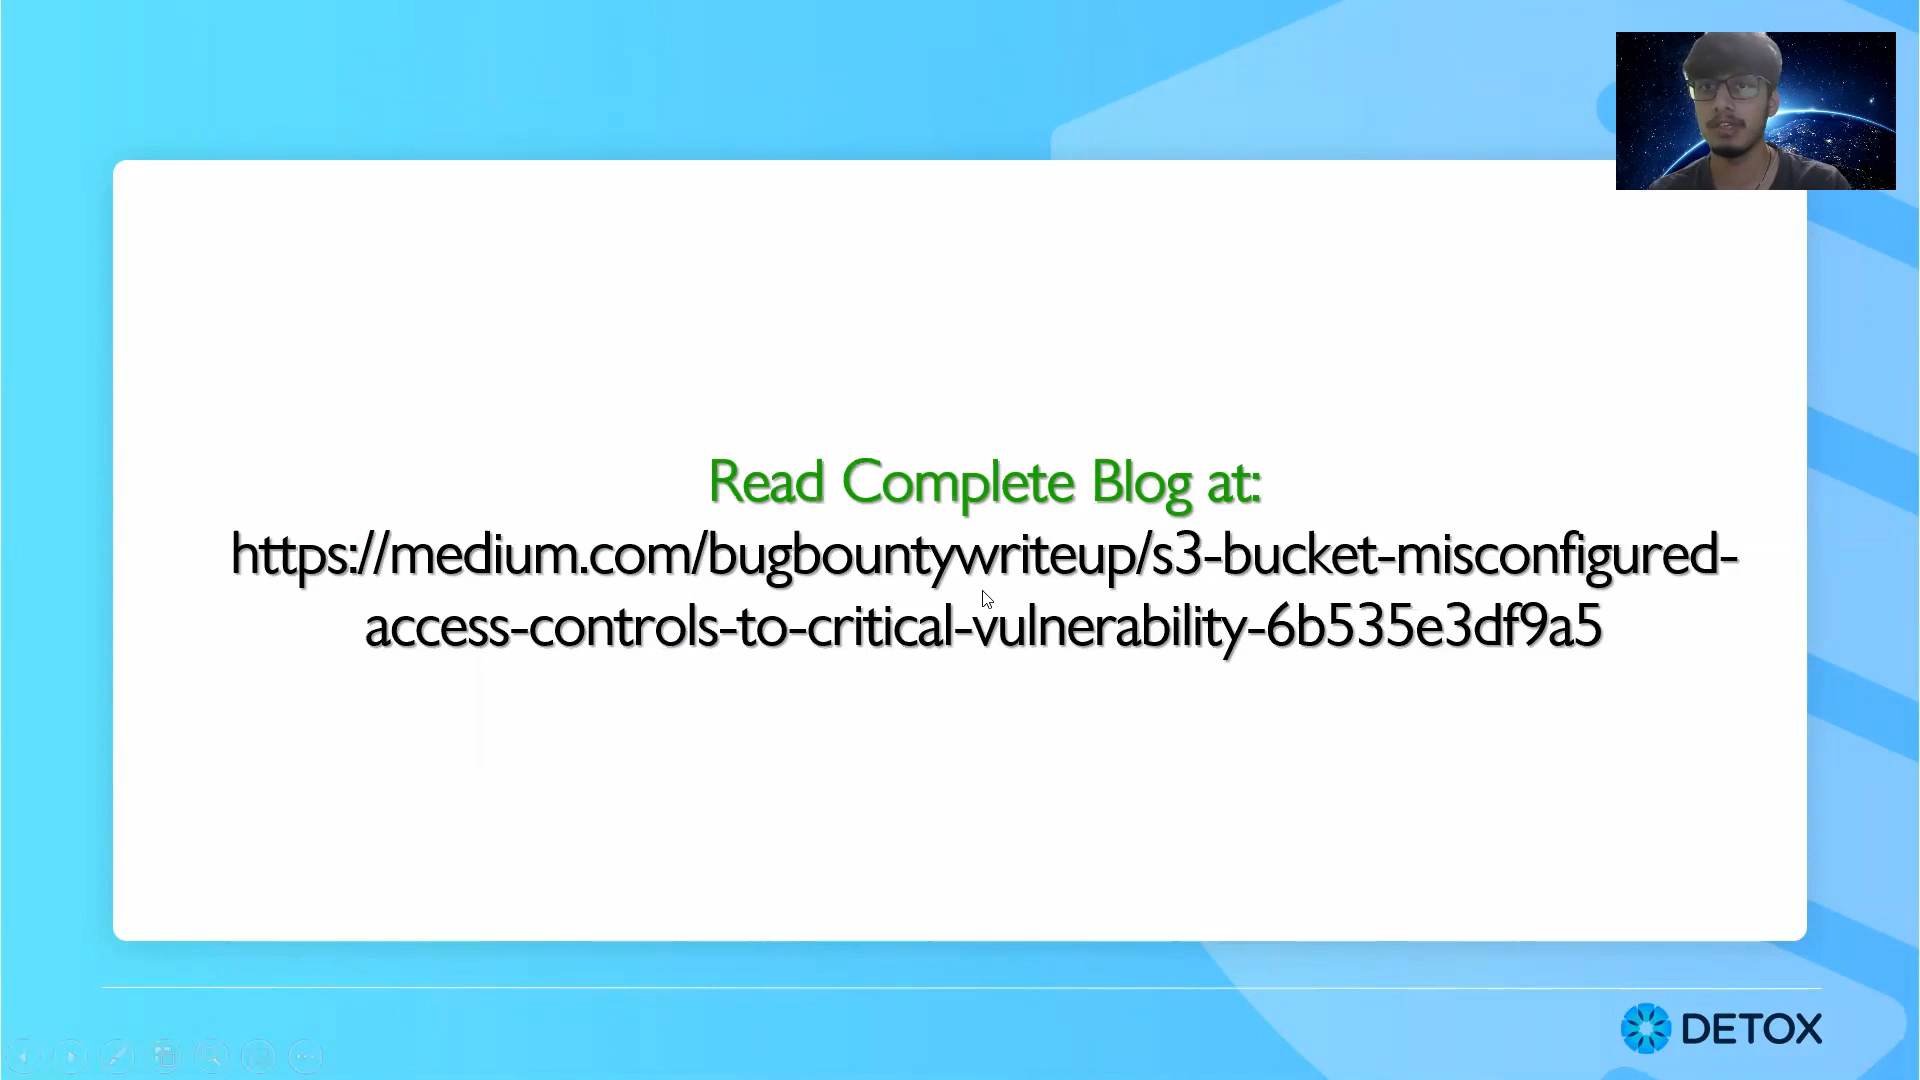 Read Complete Blog at:
https://medium.com/bugbountywriteup/s3-bucket-misconfigured-
access-controls-to-critical-vulnerability-6b535e3df9a5
DETOX